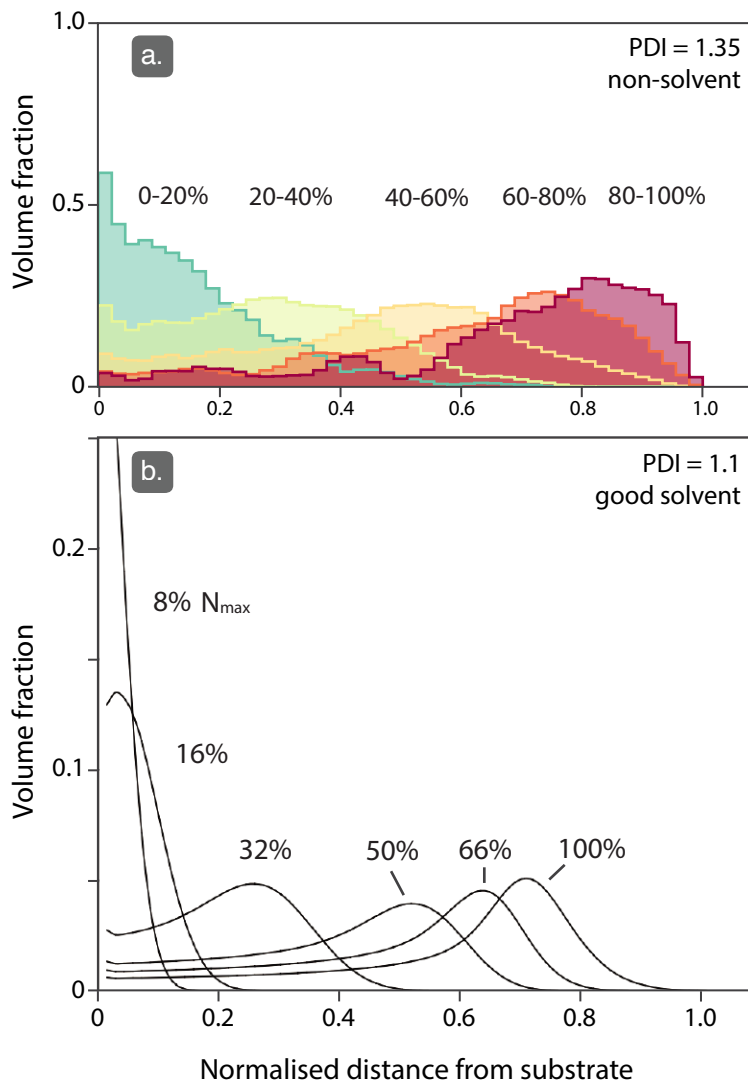 a.
PDI = 1.35
non-solvent
1.0
0.5
0
Volume fraction
0-20% 20-40% 40-60% 60-80% 80-100%
0 0.2 0.4 0.6 0.8 1.0
b.
PDI = 1.1
good solvent
0.2
0.1
0
Volume fraction
8% Nmax
16%
32% 50% 66% 100%
0 0.2 0.4 0.6 0.8 1.0
Normalised distance from substrate